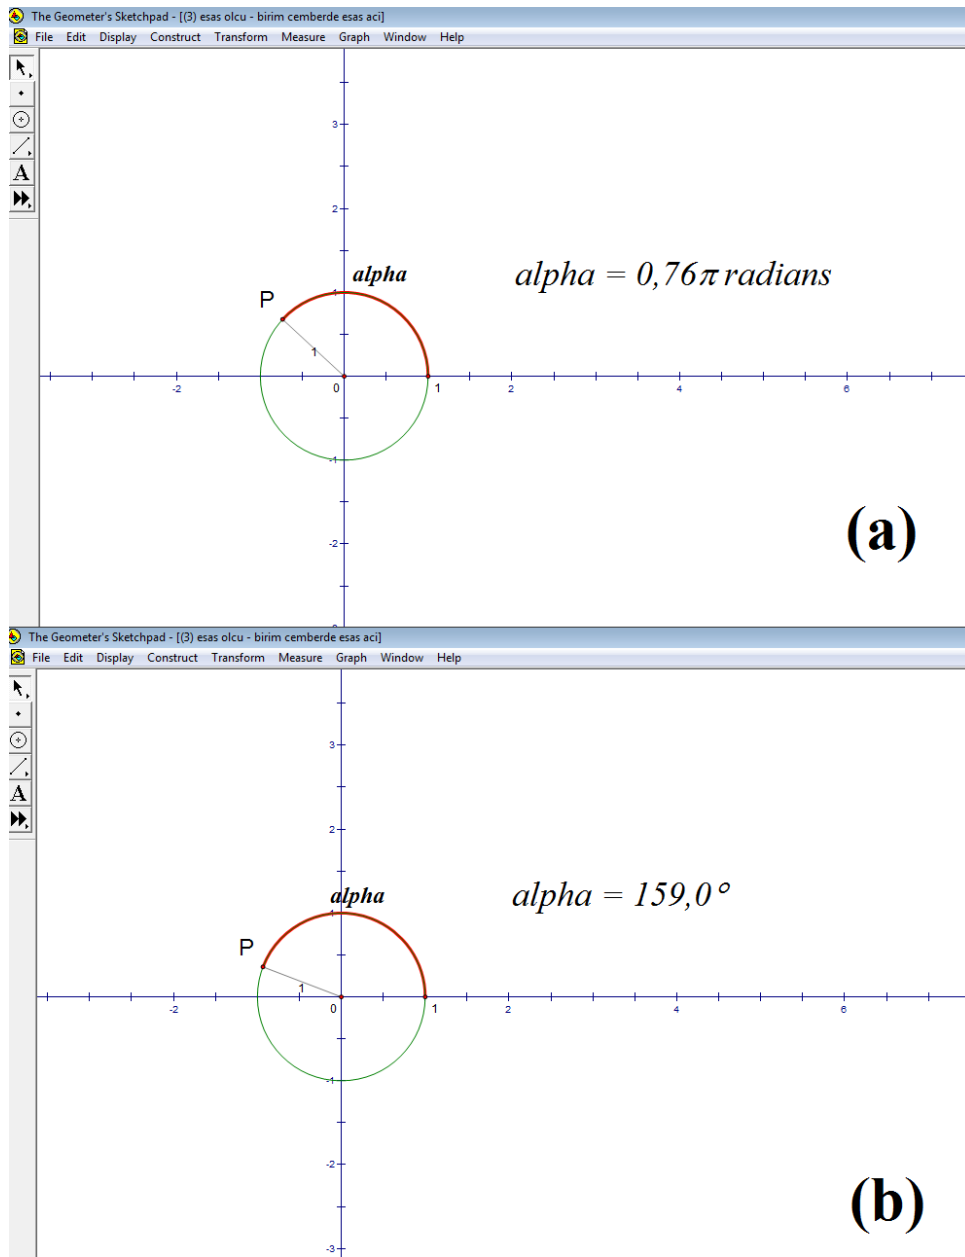 The Geometer's Sketchpad - [(3) esas olcu - birim cemberde esas aci]
File Edit Display Construct Transform Measure Graph Window Help
A
3
2
alpha
alpha = 0,76π radians
P
1
1
-2
0
1
2
4
6
-1
(a)
-2
The Geometer's Sketchpad - [(3) esas olcu - birim cemberde esas aci]
File Edit Display Construct Transform Measure Graph Window Help
A
3
2
alpha
alpha = 159,0°
1
P
1
-2
0
1
2
4
6
-1
-2
(b)
-3